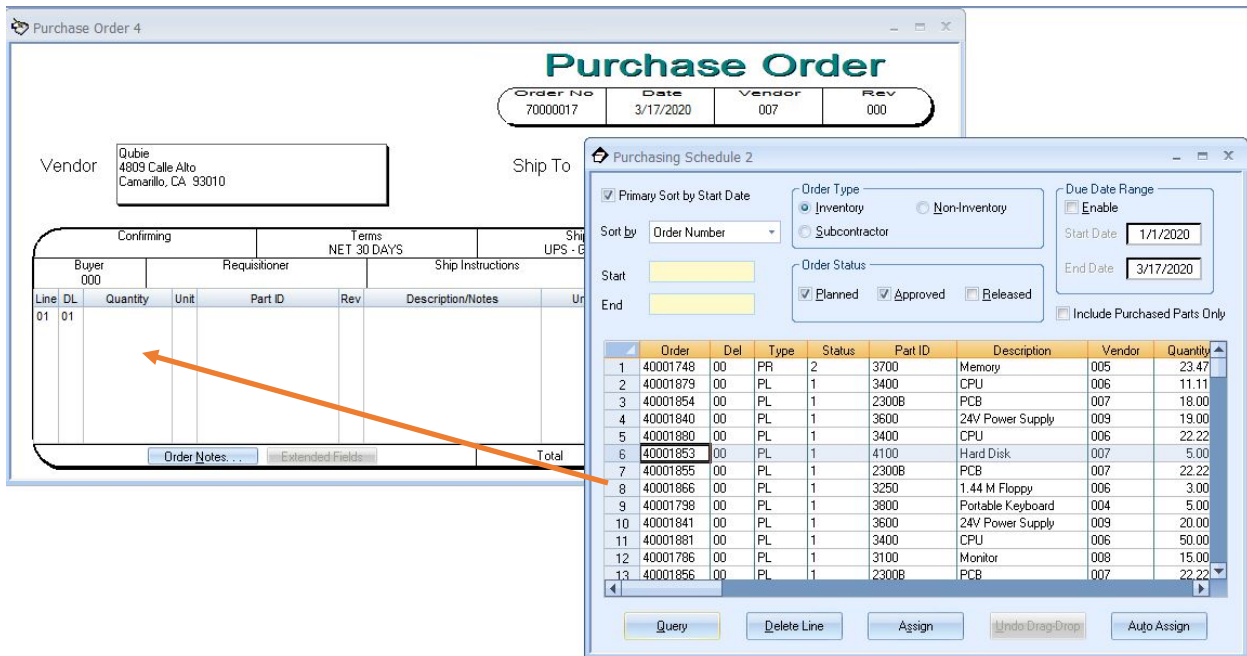 Purchase Order 4
Purchase Order
Order No Date Vendor Rev
70000017 3/17/2020 007 000
Vendor
Qubie
4809 Calle Alto
Camarillo, CA 93010
Ship To
Confirming Terms
NET 30 DAYS
UPS - G
Buyer Requisitioner Ship Instructions
000
Line DL Quantity Unit Part ID Rev Description/Notes
01 01
Order Notes. . . Extended Fields Total
Purchasing Schedule 2
Primary Sort by Start Date
Sort by Order Number
Start
End
Order Type
Inventory Non-Inventory
Subcontractor
Order Status
Planned Approved Released
Due Date Range
Enable
Start Date 1/1/2020
End Date 3/17/2020
Include Purchased Parts Only
Order Del Type Status Part ID Description Vendor Quantity
1 40001748 00 PR 2 3700 Memory 005 23.47
2 40001879 00 PL 1 3400 CPU 006 11.11
3 40001854 00 PL 1 2300B PCB 007 18.00
4 40001840 00 PL 1 3600 24V Power Supply 009 19.00
5 40001880 00 PL 1 3400 CPU 006 22.22
6 40001853 00 PL 1 4100 Hard Disk 007 5.00
7 40001855 00 PL 1 2300B PCB 007 22.22
8 40001866 00 PL 1 3250 1.44 M Floppy 006 3.00
9 40001798 00 PL 1 3800 Portable Keyboard 004 5.00
10 40001841 00 PL 1 3600 24V Power Supply 009 20.00
11 40001881 00 PL 1 3400 CPU 006 50.00
12 40001786 00 PL 1 3100 Monitor 008 15.00
13 40001856 00 PL 1 2300B PCB 007 22.22
Query Delete Line Assign Undo Drag-Drop Auto Assign